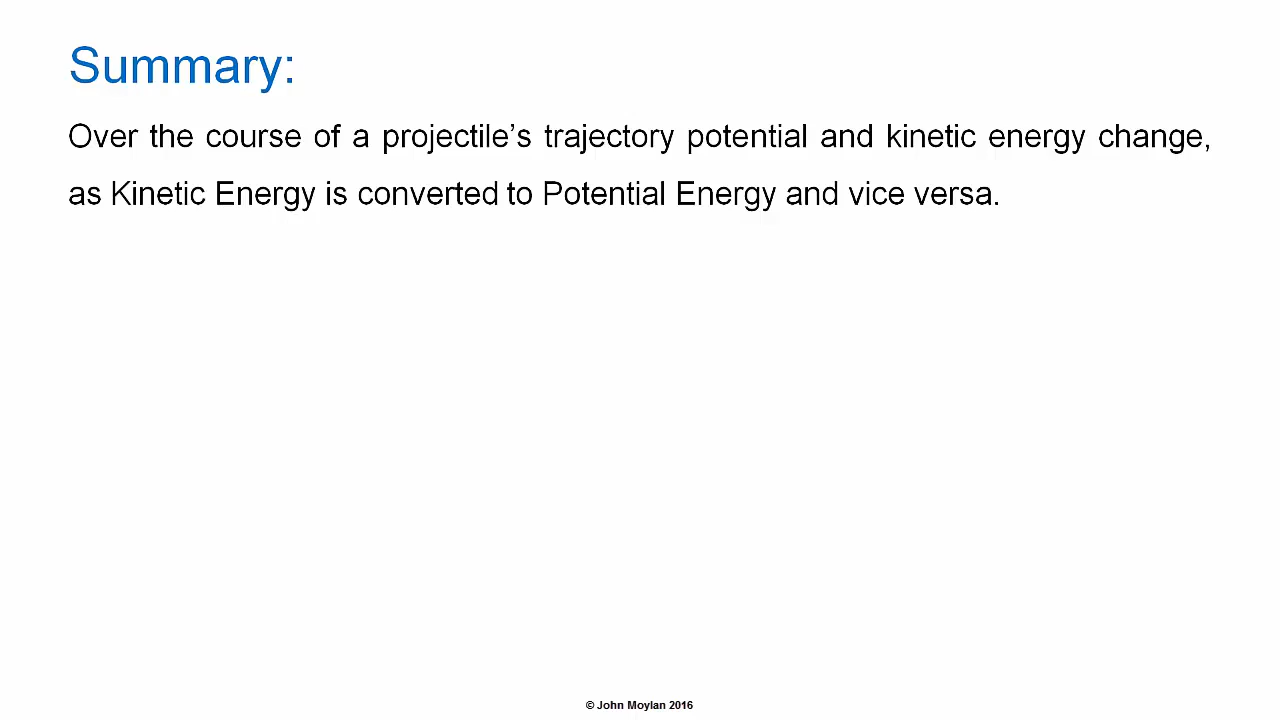 Summary:
Over the course of a projectile’s trajectory potential and kinetic energy change,
as Kinetic Energy is converted to Potential Energy and vice versa.
© John Moylan 2016